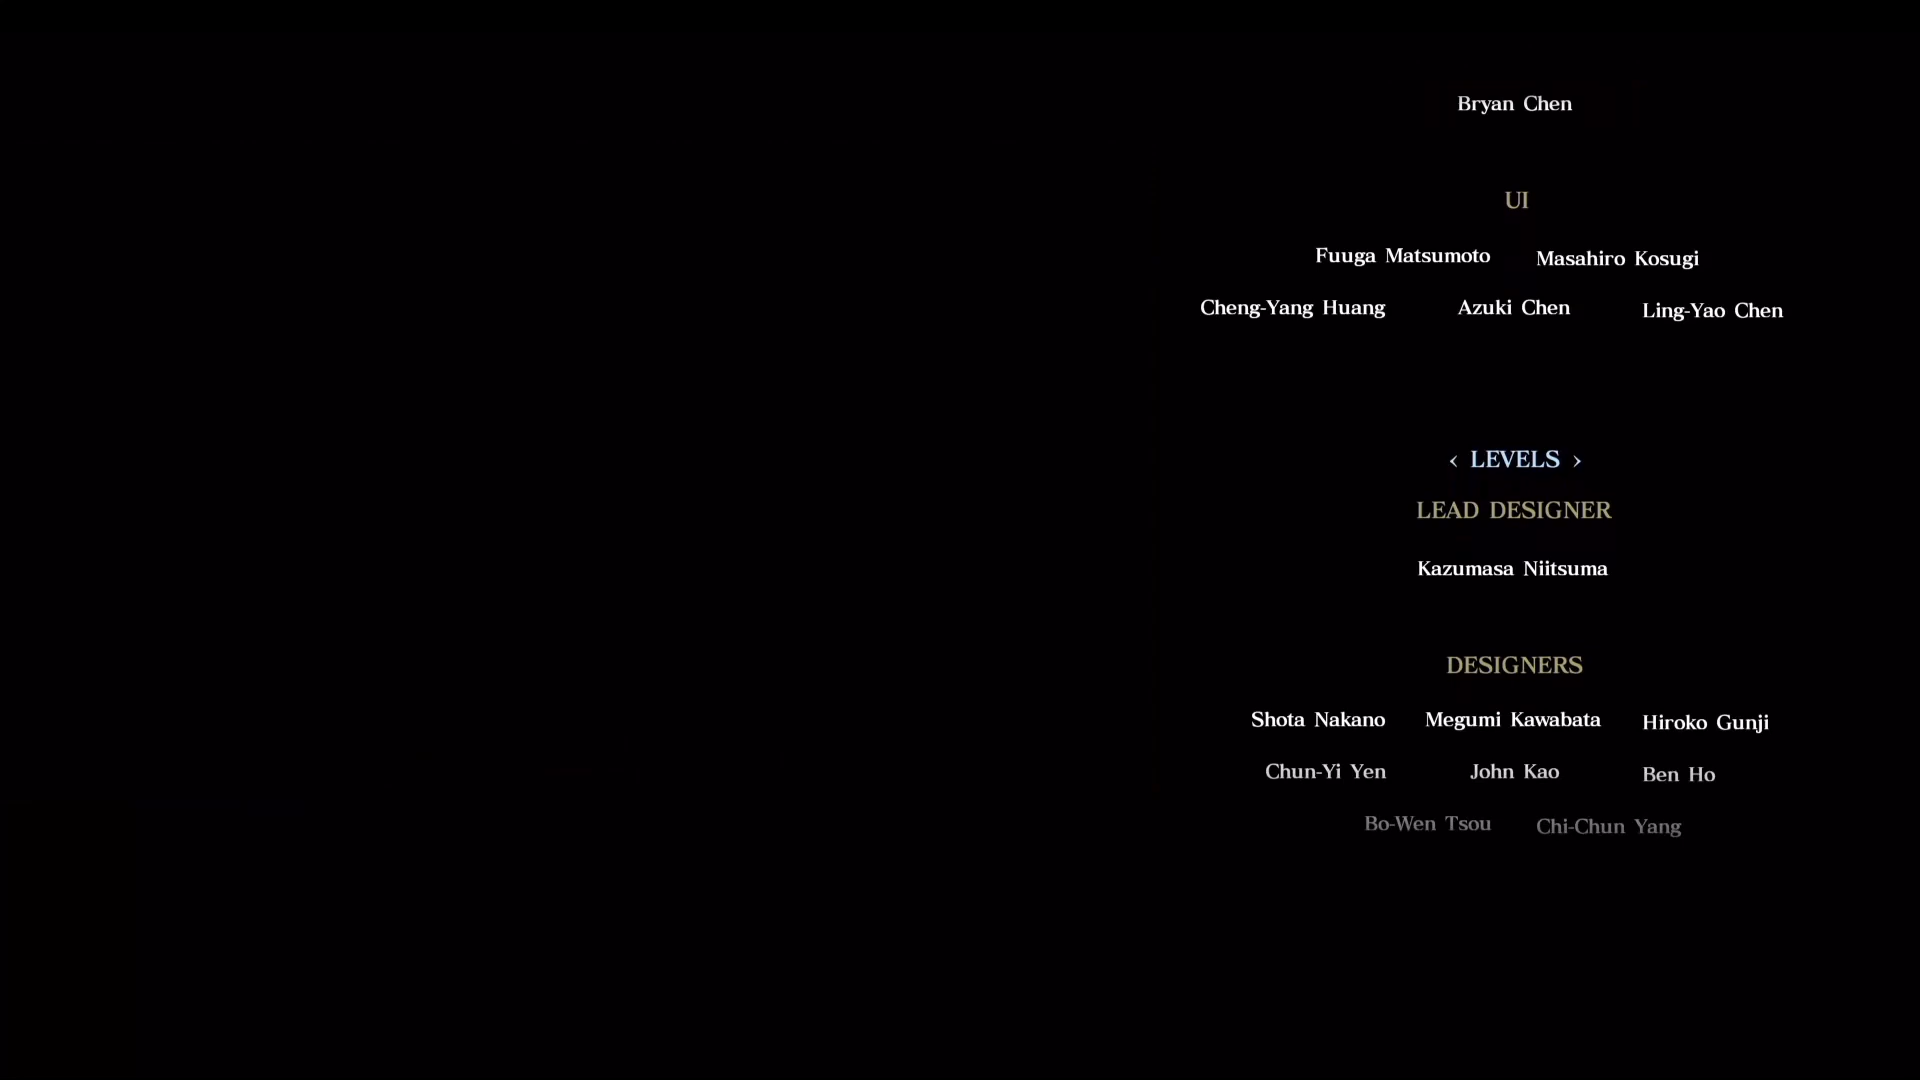 Bryan Chen
UI
Fuuga Matsumoto Masahiro Kosugi
Cheng-Yang Huang Azuki Chen Ling-Yao Chen
‹ LEVELS ›
LEAD DESIGNER
Kazumasa Niitsuma
DESIGNERS
Shota Nakano Megumi Kawabata Hiroko Gunji
Chun-Yi Yen John Kao Ben Ho
Bo-Wen Tsou Chi-Chun Yang